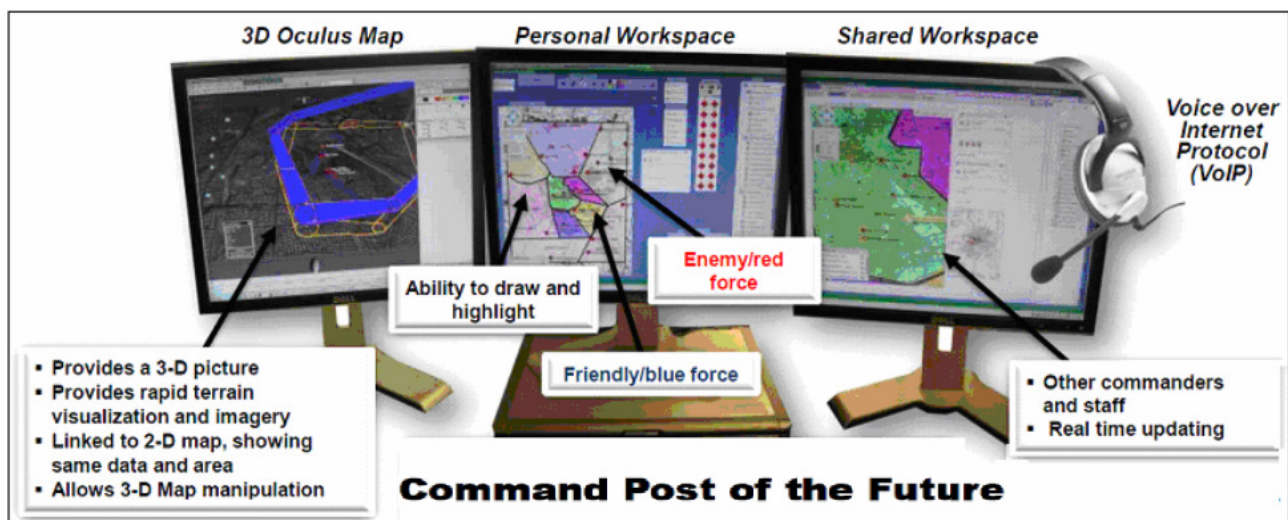 3D Oculus Map
Personal Workspace
Shared Workspace
Voice over
Internet
Protocol
(VoIP)
Enemy/red
force
Ability to draw and
highlight
Friendly/blue force
▪ Provides a 3-D picture
▪ Provides rapid terrain
visualization and imagery
▪ Linked to 2-D map, showing
same data and area
▪ Allows 3-D Map manipulation
▪ Other commanders
and staff
▪ Real time updating
DELL
DELL
Command Post of the Future